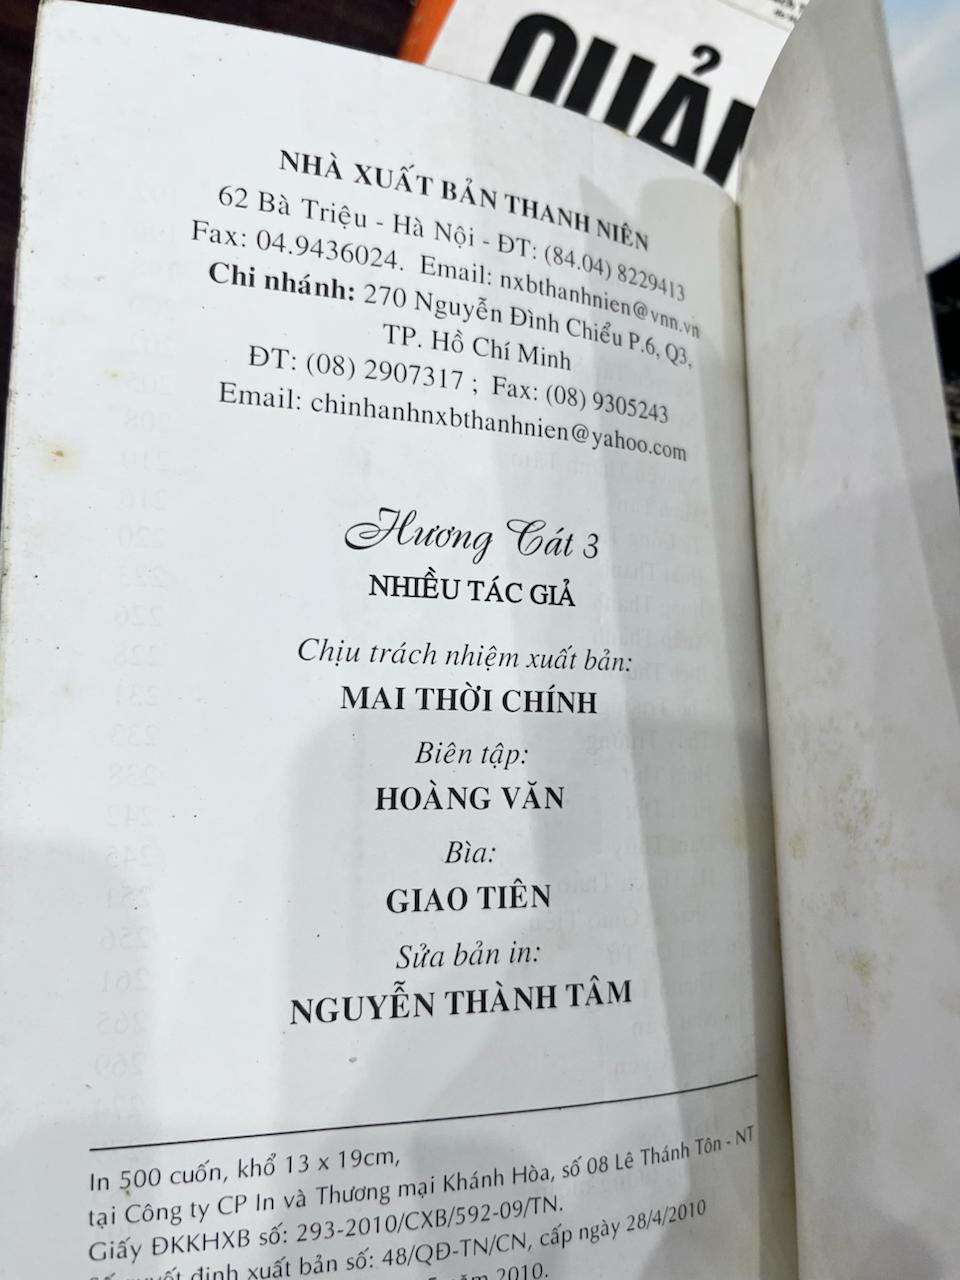 QUẢN
NHÀ XUẤT BẢN THANH NIÊN
62 Bà Triệu - Hà Nội - ĐT: (84.04) 8229413
Fax: 04.9436024. Email: nxbthanhnien@vnn.vn
Chi nhánh: 270 Nguyễn Đình Chiểu P.6, Q3,
TP. Hồ Chí Minh
ĐT: (08) 2907317 ; Fax: (08) 9305243
Email: chinhanhnxbthanhnien@yahoo.com
Hương Cát 3
NHIỀU TÁC GIẢ
Chịu trách nhiệm xuất bản:
MAI THỜI CHÍNH
Biên tập:
HOÀNG VĂN
Bìa:
GIAO TIÊN
Sửa bản in:
NGUYỄN THÀNH TÂM
In 500 cuốn, khổ 13 x 19cm,
tại Công ty CP In và Thương mại Khánh Hòa, số 08 Lê Thánh Tôn - NT
Giấy ĐKKHXB số: 293-2010/CXB/592-09/TN.
Số quyết định xuất bản số: 48/QĐ-TN/CN, cấp ngày 28/4/2010
năm 2010.